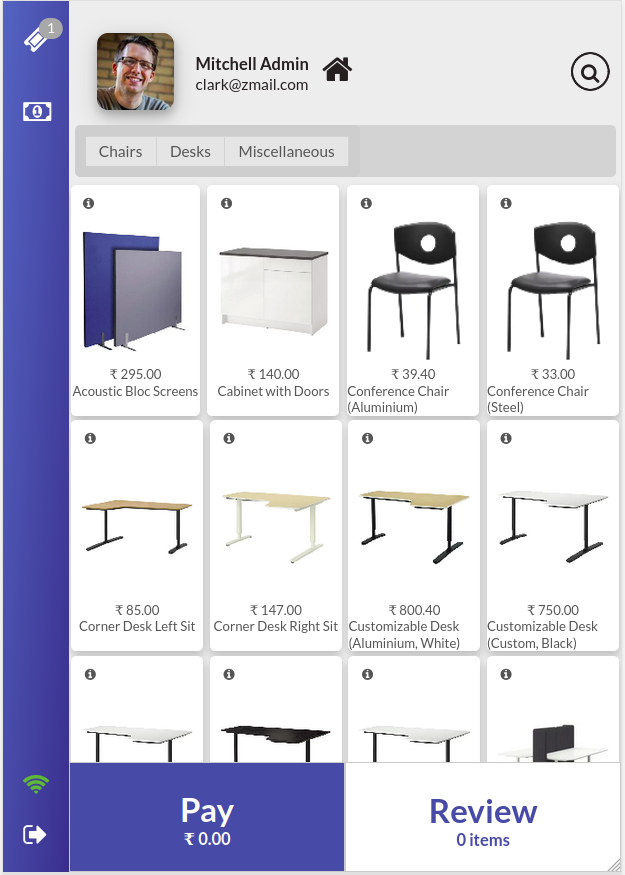 1
Mitchell Admin
clark@zmail.com
Chairs Desks Miscellaneous
₹ 295.00
Acoustic Bloc Screens
₹ 140.00
Cabinet with Doors
₹ 39.40
Conference Chair
(Aluminium)
₹ 33.00
Conference Chair
(Steel)
₹ 85.00
Corner Desk Left Sit
₹ 147.00
Corner Desk Right Sit
₹ 800.40
Customizable Desk
(Aluminium, White)
₹ 750.00
Customizable Desk
(Custom, Black)
Pay
₹ 0.00
Review
0 items